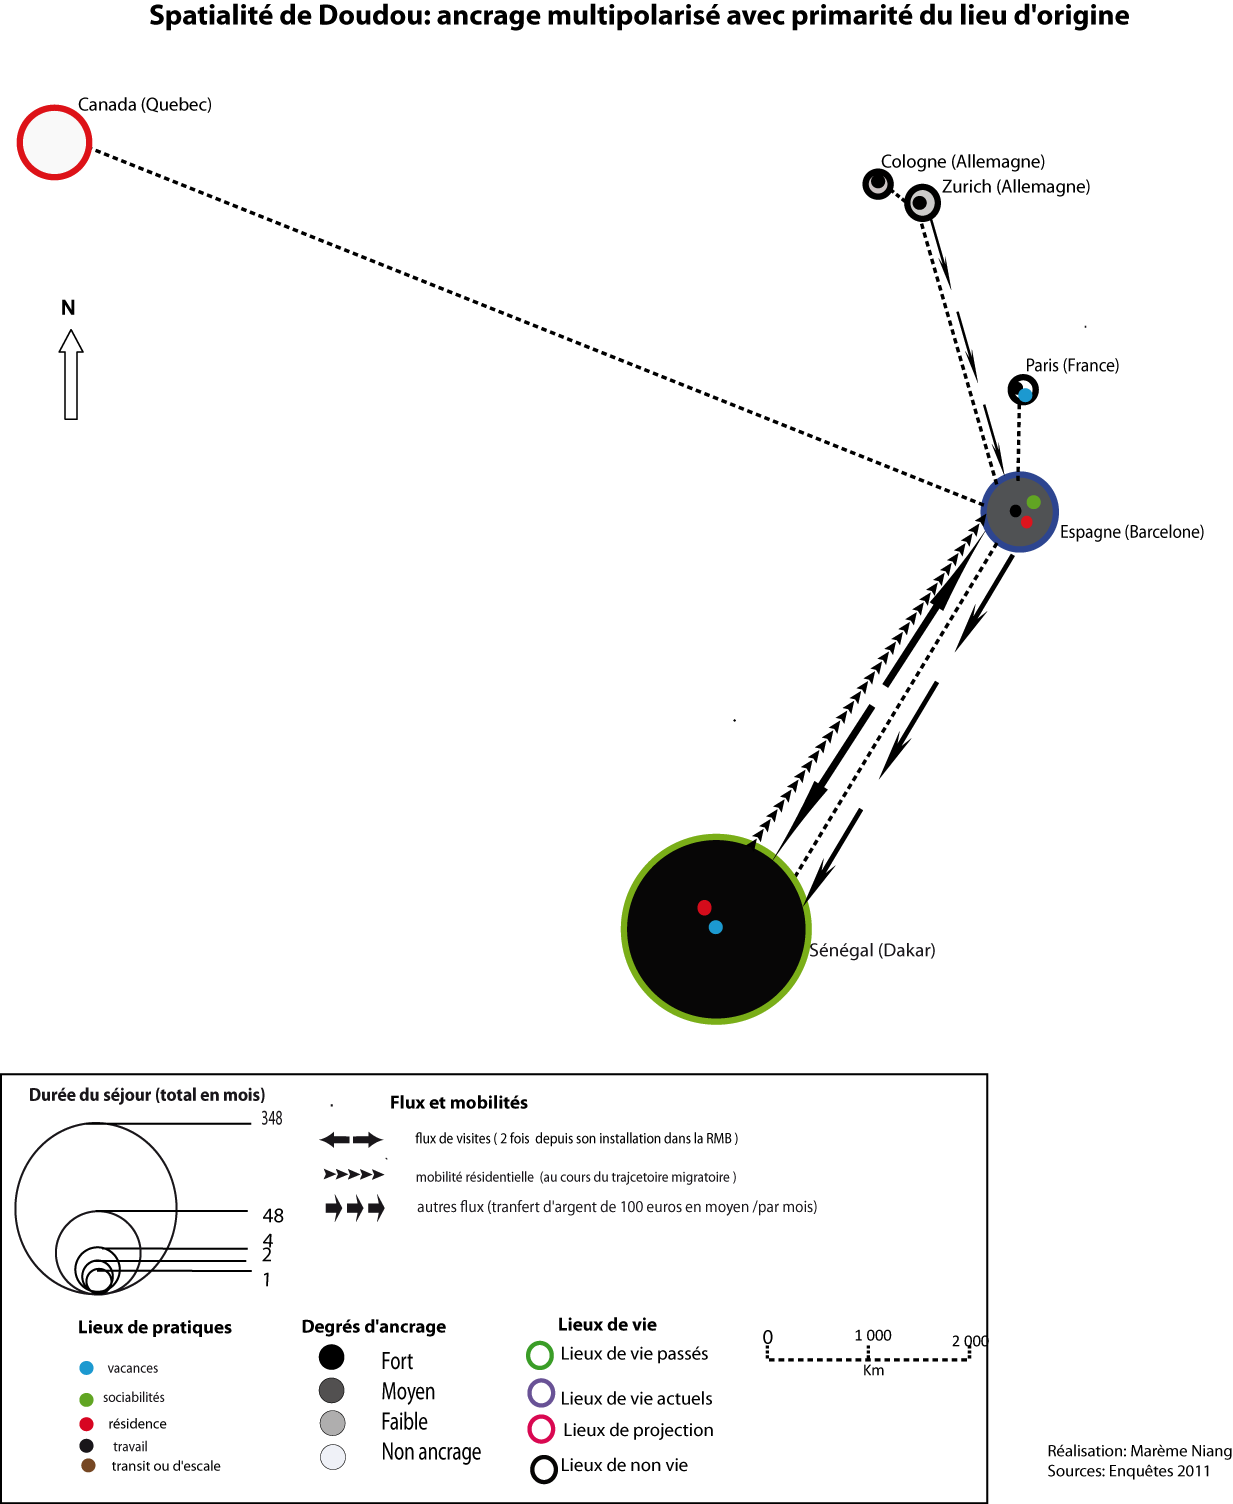 Spatialité de Doudou: ancrage multipolarisé avec primarité du lieu d'origine
Canada (Quebec)
Cologne (Allemagne)
Zurich (Allemagne)
N
Paris (France)
Espagne (Barcelone)
Sénégal (Dakar)
Durée du séjour (total en mois)
348
48
4
2
1
Flux et mobilités
flux de visites ( 2 fois depuis son installation dans la RMB )
mobilité résidentielle (au cours du trajcetoire migratoire )
autres flux (tranfert d'argent de 100 euros en moyen /par mois)
Lieux de pratiques
vacances
sociabilités
résidence
travail
transit ou d'escale
Degrés d'ancrage
Fort
Moyen
Faible
Non ancrage
Lieux de vie
Lieux de vie passés
Lieux de vie actuels
Lieux de projection
Lieux de non vie
0 1 000 2 000
Km
Réalisation: Marème Niang
Sources: Enquêtes 2011